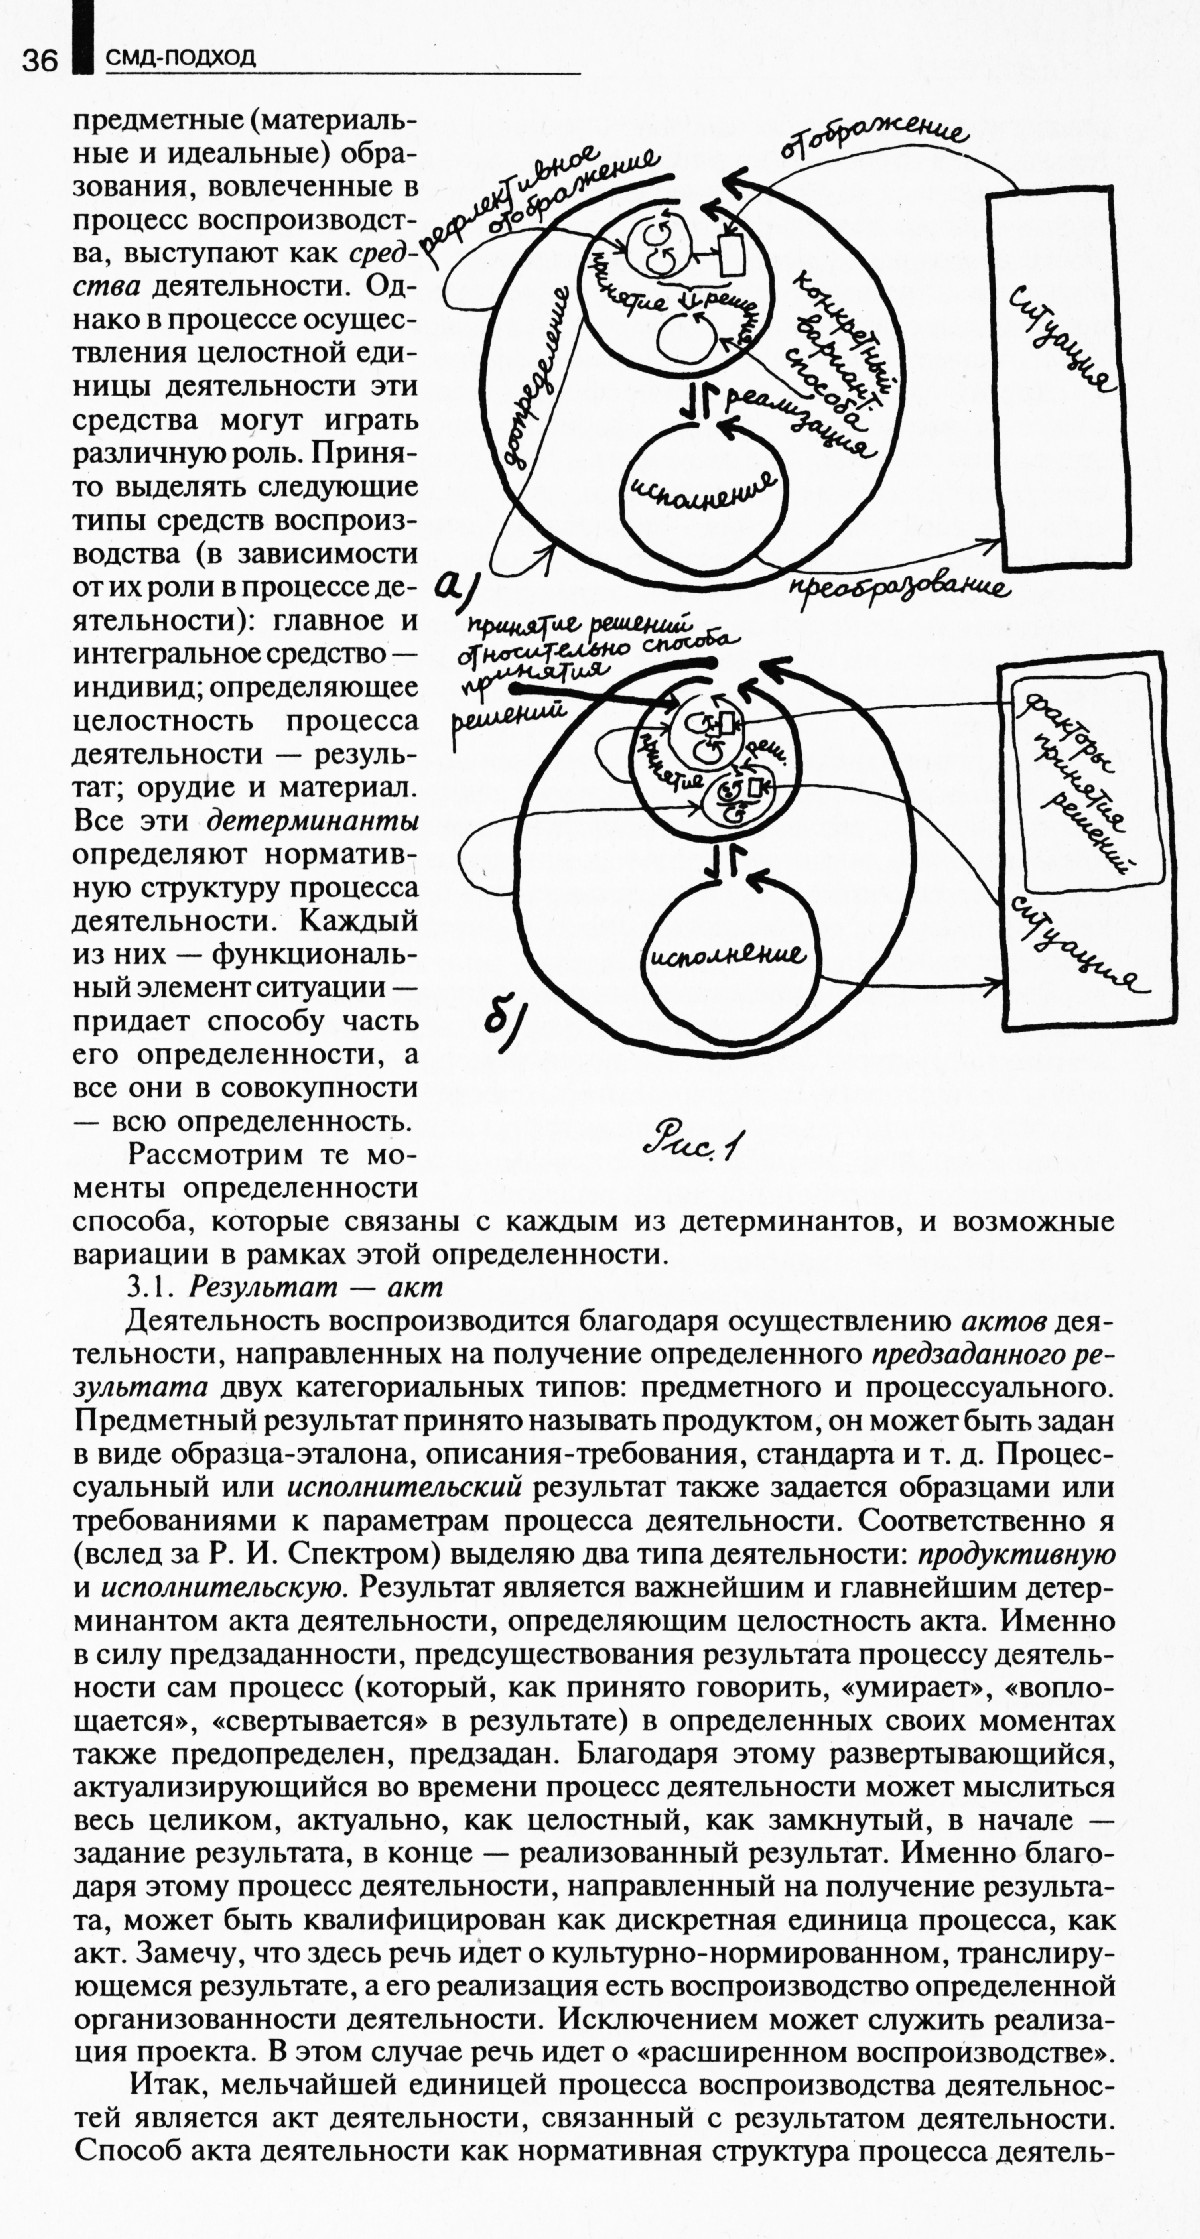 36
СМД-ПОДХОД
предметные (материаль-
ные и идеальные) обра-
зования, вовлеченные в
процесс воспроизводст-
ва, выступают как сред-
ства деятельности. Од-
нако в процессе осущес-
твления целостной еди-
ницы деятельности эти
средства могут играть
различную роль. Приня-
то выделять следующие
типы средств воспроиз-
водства (в зависимости
от их роли в процессе де-
ятельности): главное и
интегральное средство —
индивид; определяющее
целостность процесса
деятельности — резуль-
тат; орудие и материал.
Все эти детерминанты
определяют норматив-
ную структуру процесса
деятельности. Каждый
из них — функциональ-
ный элемент ситуации —
придает способу часть
его определенности, а
все они в совокупности
— всю определенность.
Рассмотрим те мо-
менты определенности
рефлективное
отображение
отображение
принятие
решения
конкретный
вариант
способа
ситуация
доопределение
реализация
исполнение
преобразование
а)
принятие решений
относительно способа
принятия
решений
принятие
реш.
факторы
принятия
решений
ситуация
исполнение
б)
Рис. 1
способа, которые связаны с каждым из детерминантов, и возможные
вариации в рамках этой определенности.
3.1. Результат — акт
Деятельность воспроизводится благодаря осуществлению актов дея-
тельности, направленных на получение определенного предзаданного ре-
зультата двух категориальных типов: предметного и процессуального.
Предметный результат принято называть продуктом, он может быть задан
в виде образца-эталона, описания-требования, стандарта и т. д. Процес-
суальный или исполнительский результат также задается образцами или
требованиями к параметрам процесса деятельности. Соответственно я
(вслед за Р. И. Спектром) выделяю два типа деятельности: продуктивную
и исполнительскую. Результат является важнейшим и главнейшим детер-
минантом акта деятельности, определяющим целостность акта. Именно
в силу предзаданности, предсуществования результата процессу деятель-
ности сам процесс (который, как принято говорить, «умирает», «вопло-
щается», «свертывается» в результате) в определенных своих моментах
также предопределен, предзадан. Благодаря этому развертывающийся,
актуализирующийся во времени процесс деятельности может мыслиться
весь целиком, актуально, как целостный, как замкнутый, в начале —
задание результата, в конце — реализованный результат. Именно благо-
даря этому процесс деятельности, направленный на получение результа-
та, может быть квалифицирован как дискретная единица процесса, как
акт. Замечу, что здесь речь идет о культурно-нормированном, транслиру-
ющемся результате, а его реализация есть воспроизводство определенной
организованности деятельности. Исключением может служить реализа-
ция проекта. В этом случае речь идет о «расширенном воспроизводстве».
Итак, мельчайшей единицей процесса воспроизводства деятельнос-
тей является акт деятельности, связанный с результатом деятельности.
Способ акта деятельности как нормативная структура процесса деятель-